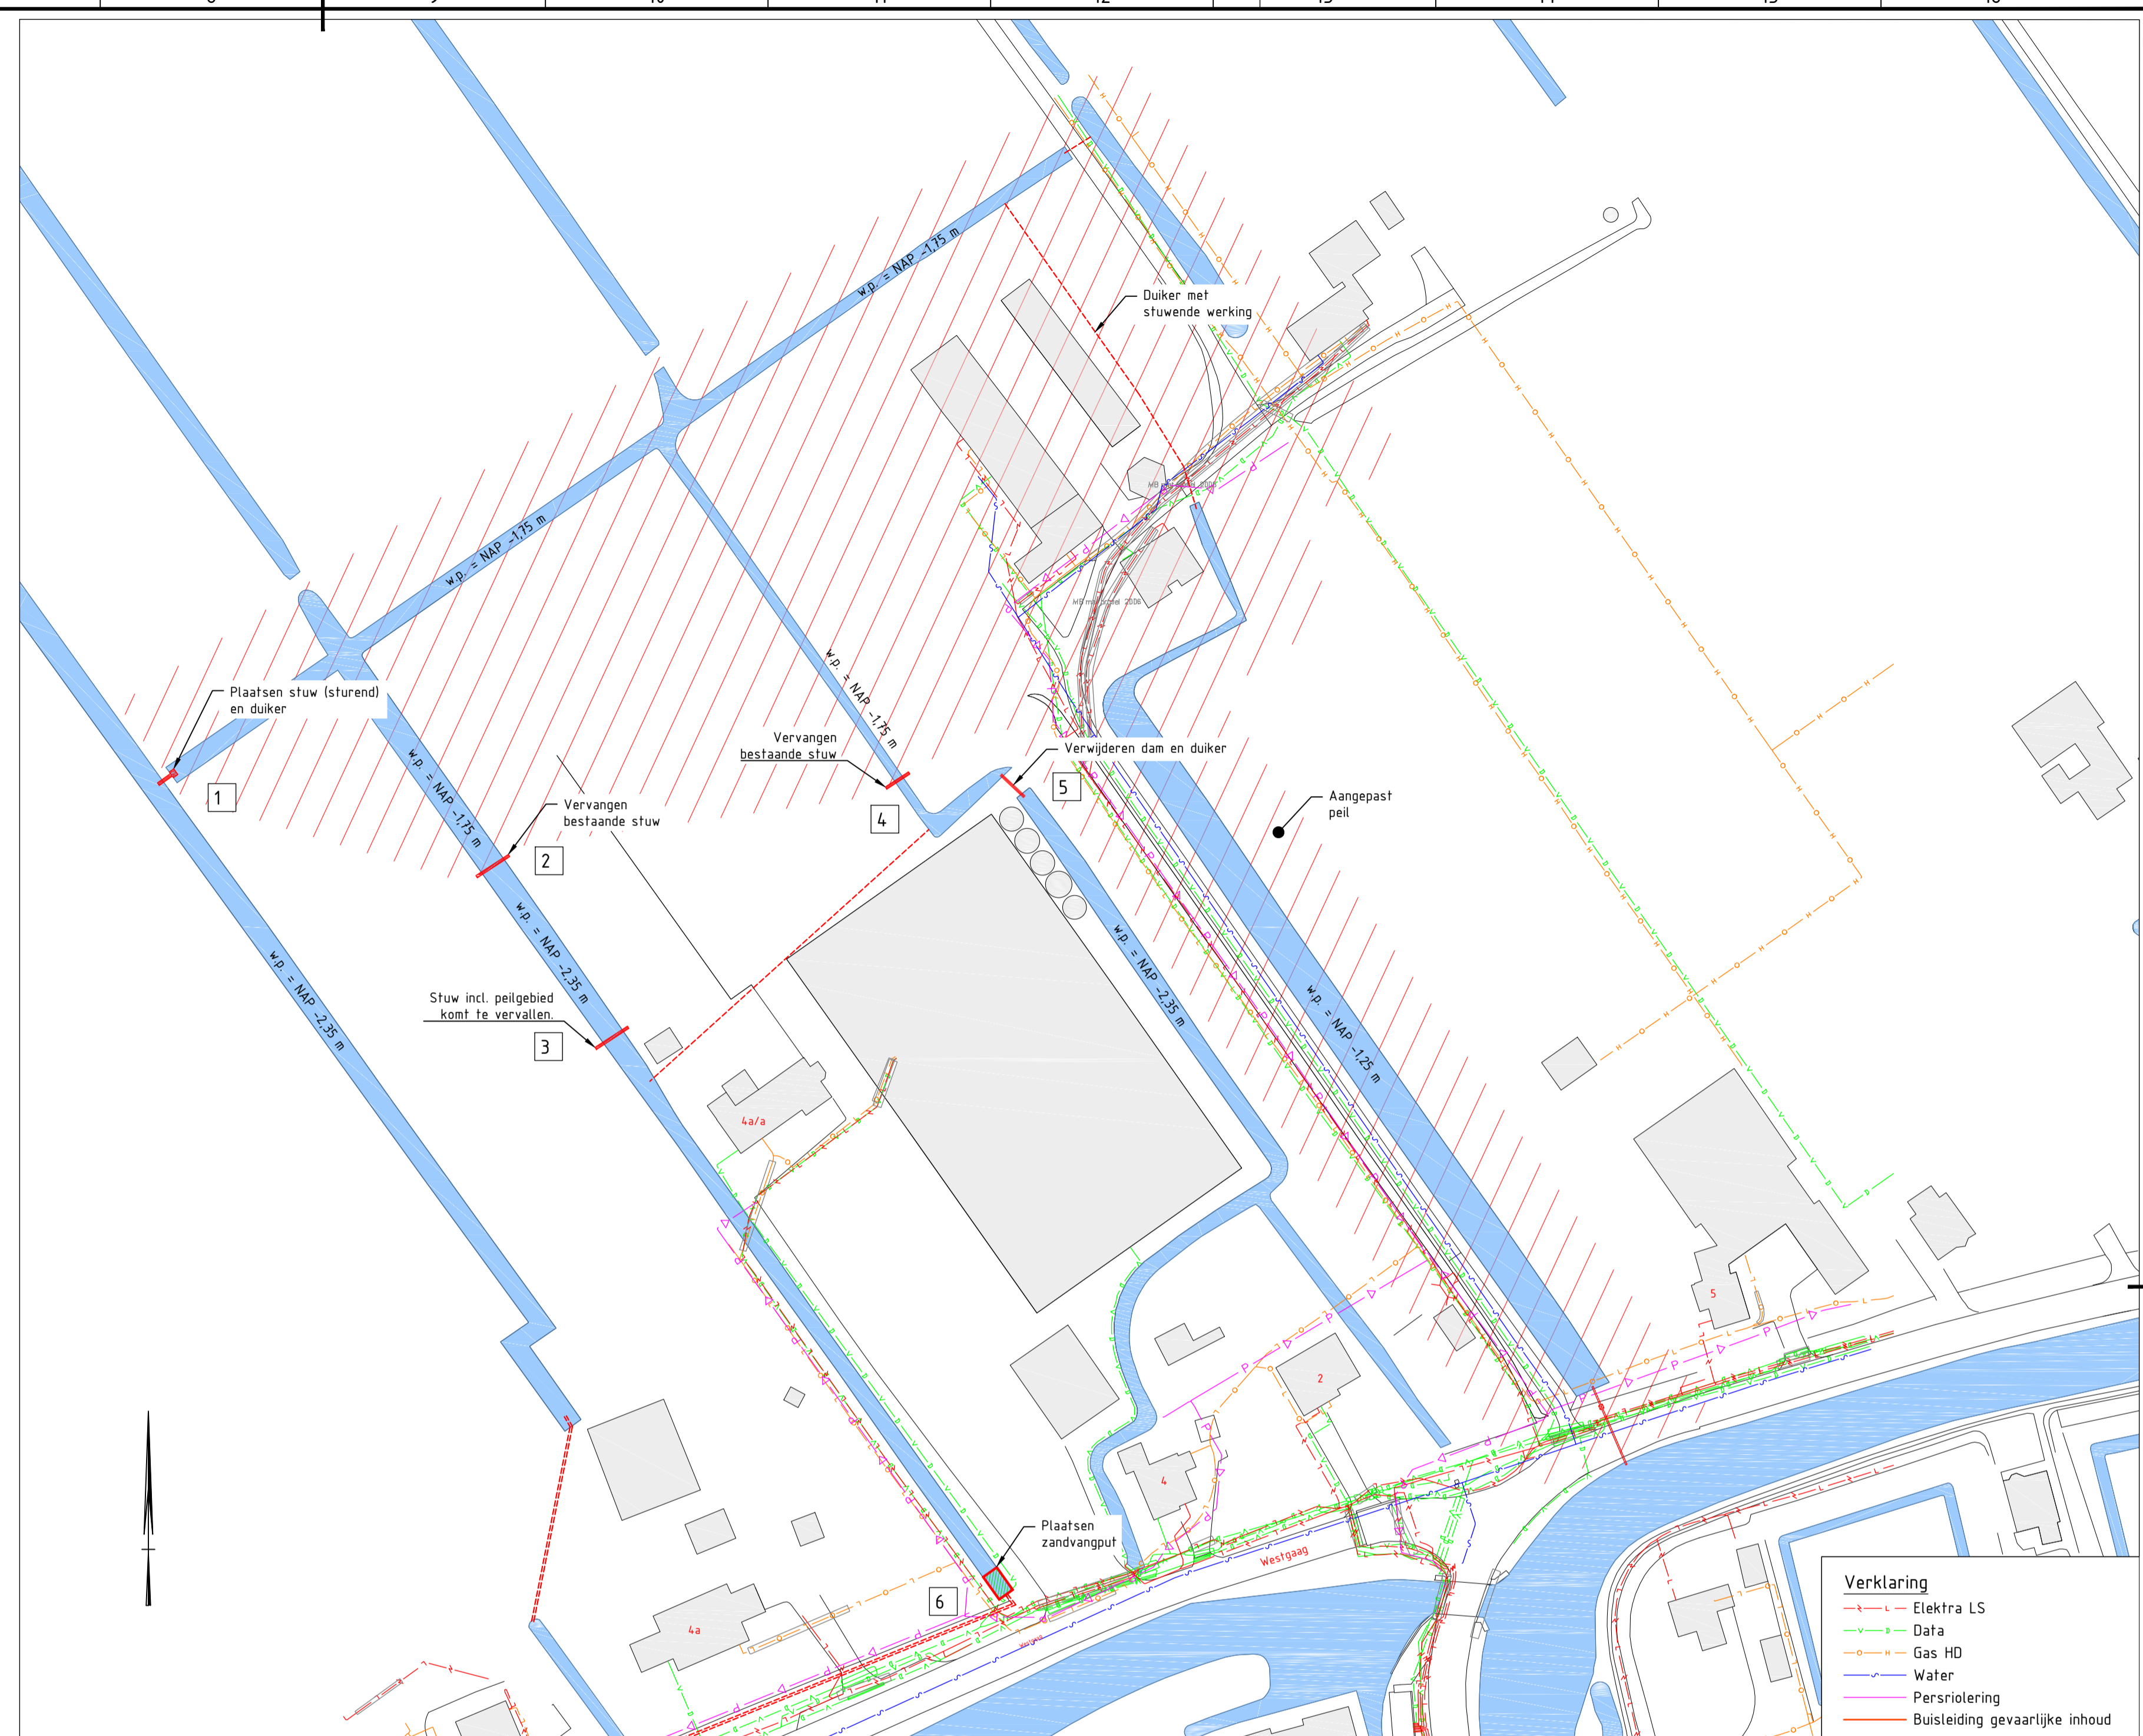 w.p. = NAP -1,75 m
Duiker met
stuwende werking
w.p. = NAP -1,75 m
w.p. = NAP -1,75 m
Plaatsen stuw (sturend)
en duiker
1
w.p. = NAP -1,75 m
Vervangen
bestaande stuw
4
Verwijderen dam en duiker
5
Aangepast
peil
Vervangen
bestaande stuw
2
w.p. = NAP -2,35 m
w.p. = NAP -2,35 m
w.p. = NAP -2,35 m
w.p. = NAP -1,25 m
Stuw incl. peilgebied
komt te vervallen.
3
4a/a
5
2
4
Plaatsen
zandvangput
6
Westgaag
4a
Verklaring
Elektra LS
Data
Gas HD
Water
Persriolering
Buisleiding gevaarlijke inhoud